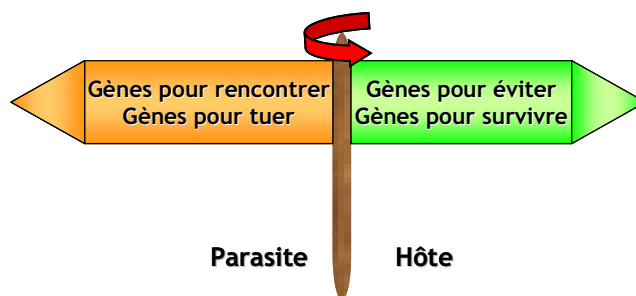 Gènes pour rencontrer
Gènes pour tuer
Gènes pour éviter
Gènes pour survivre
Parasite
Hôte